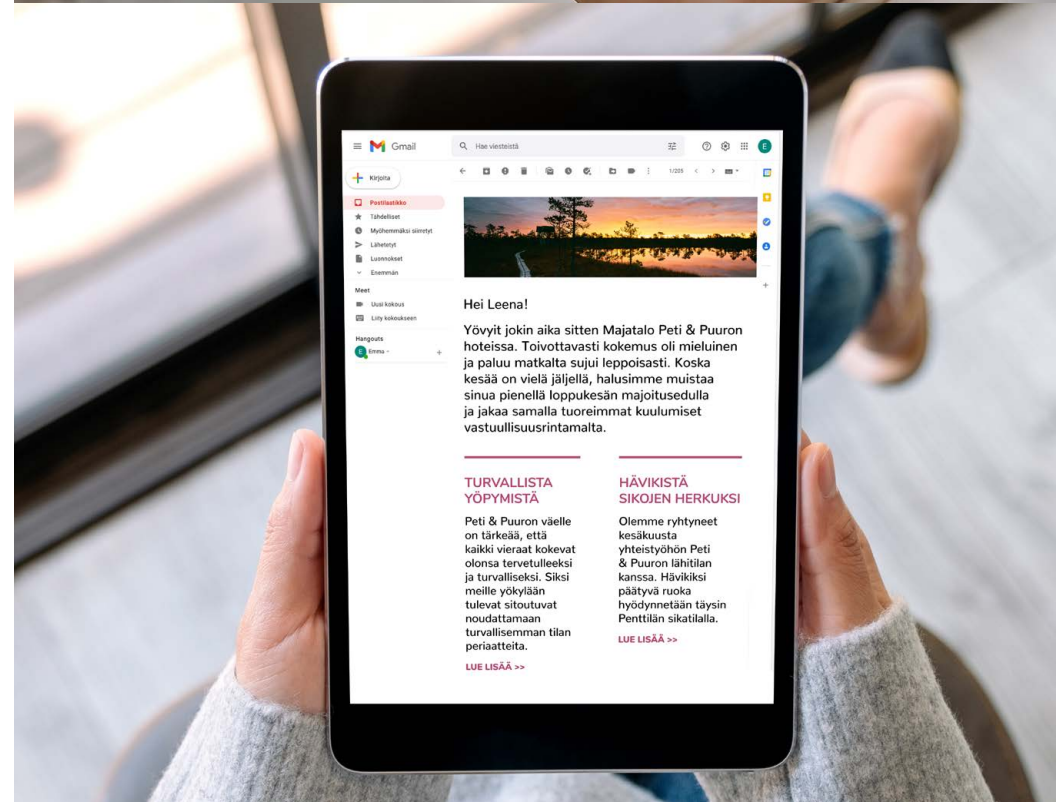 Gmail
Hae viesteistä
E
Kirjoita
1/205
Postilaatikko
Tähdelliset
Myöhemmäksi siirretyt
Lähetetyt
Luonnokset
Enemmän
Meet
Uusi kokous
Liity kokoukseen
Hangouts
E Emma
Hei Leena!
Yövyit jokin aika sitten Majatalo Peti & Puuron
hoteissa. Toivottavasti kokemus oli mieluinen
ja paluu matkalta sujui leppoisasti. Koska
kesää on vielä jäljellä, halusimme muistaa
sinua pienellä loppukesän majoitusedulla
ja jakaa samalla tuoreimmat kuulumiset
vastuullisuusrintamalta.
TURVALLISTA
YÖPYMISTÄ
Peti & Puuron väelle
on tärkeää, että
kaikki vieraat kokevat
olonsa tervetulleeksi
ja turvalliseksi. Siksi
meille yökylään
tulevat sitoutuvat
noudattamaan
turvallisemman tilan
periaatteita.
LUE LISÄÄ >>
HÄVIKISTÄ
SIKOJEN HERKUKSI
Olemme ryhtyneet
kesäkuusta
yhteistyöhön Peti
& Puuron lähitilan
kanssa. Hävikiksi
päätyvä ruoka
hyödynnetään täysin
Penttilän sikatilalla.
LUE LISÄÄ >>